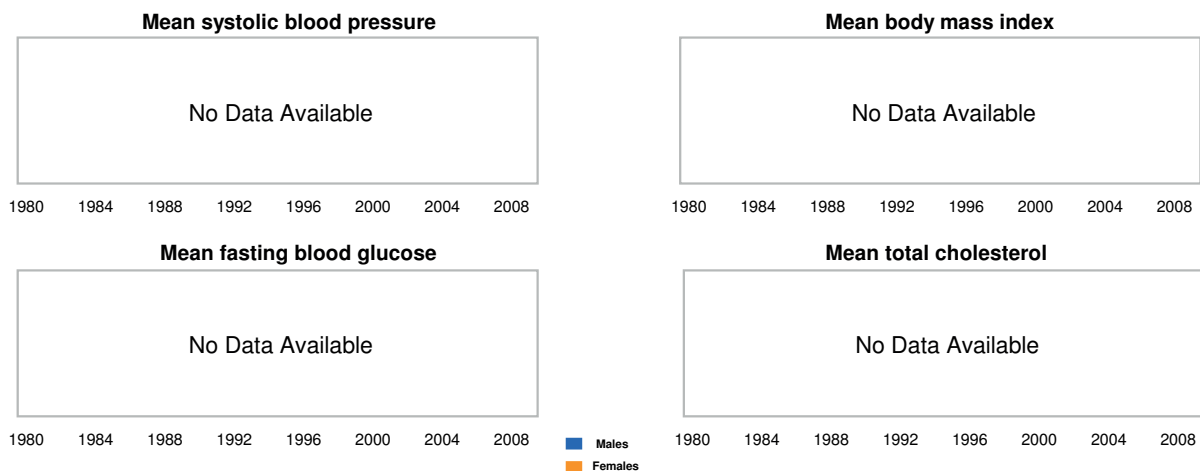 Mean systolic blood pressure
No Data Available
1980 1984 1988 1992 1996 2000 2004 2008
Mean body mass index
No Data Available
1980 1984 1988 1992 1996 2000 2004 2008
Mean fasting blood glucose
No Data Available
1980 1984 1988 1992 1996 2000 2004 2008
Mean total cholesterol
No Data Available
1980 1984 1988 1992 1996 2000 2004 2008
Males
Females